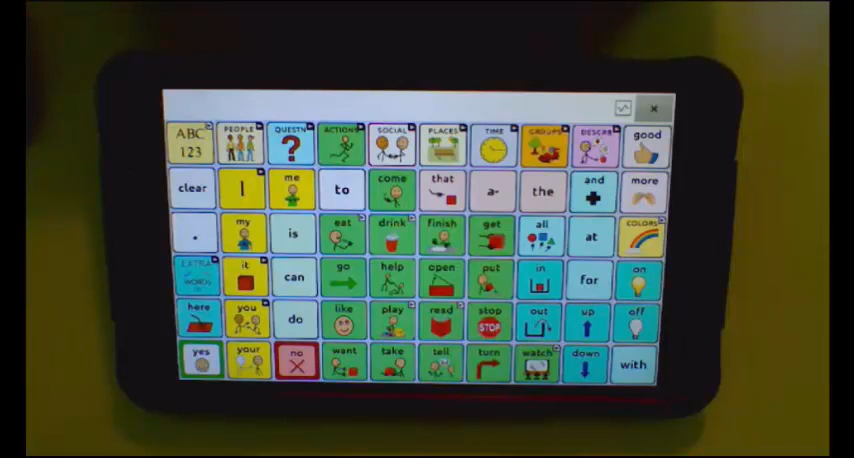 ABC 123 PEOPLE QUESTN ACTIONS SOCIAL PLACES TIME GROUPS DESCRB good
clear I me to come that a- the and more
. my is eat drink finish get all at COLORS
EXTRA WORDS it can go help open put in for on
here you do like play read stop STOP out up off
yes your no want take tell turn watch down with